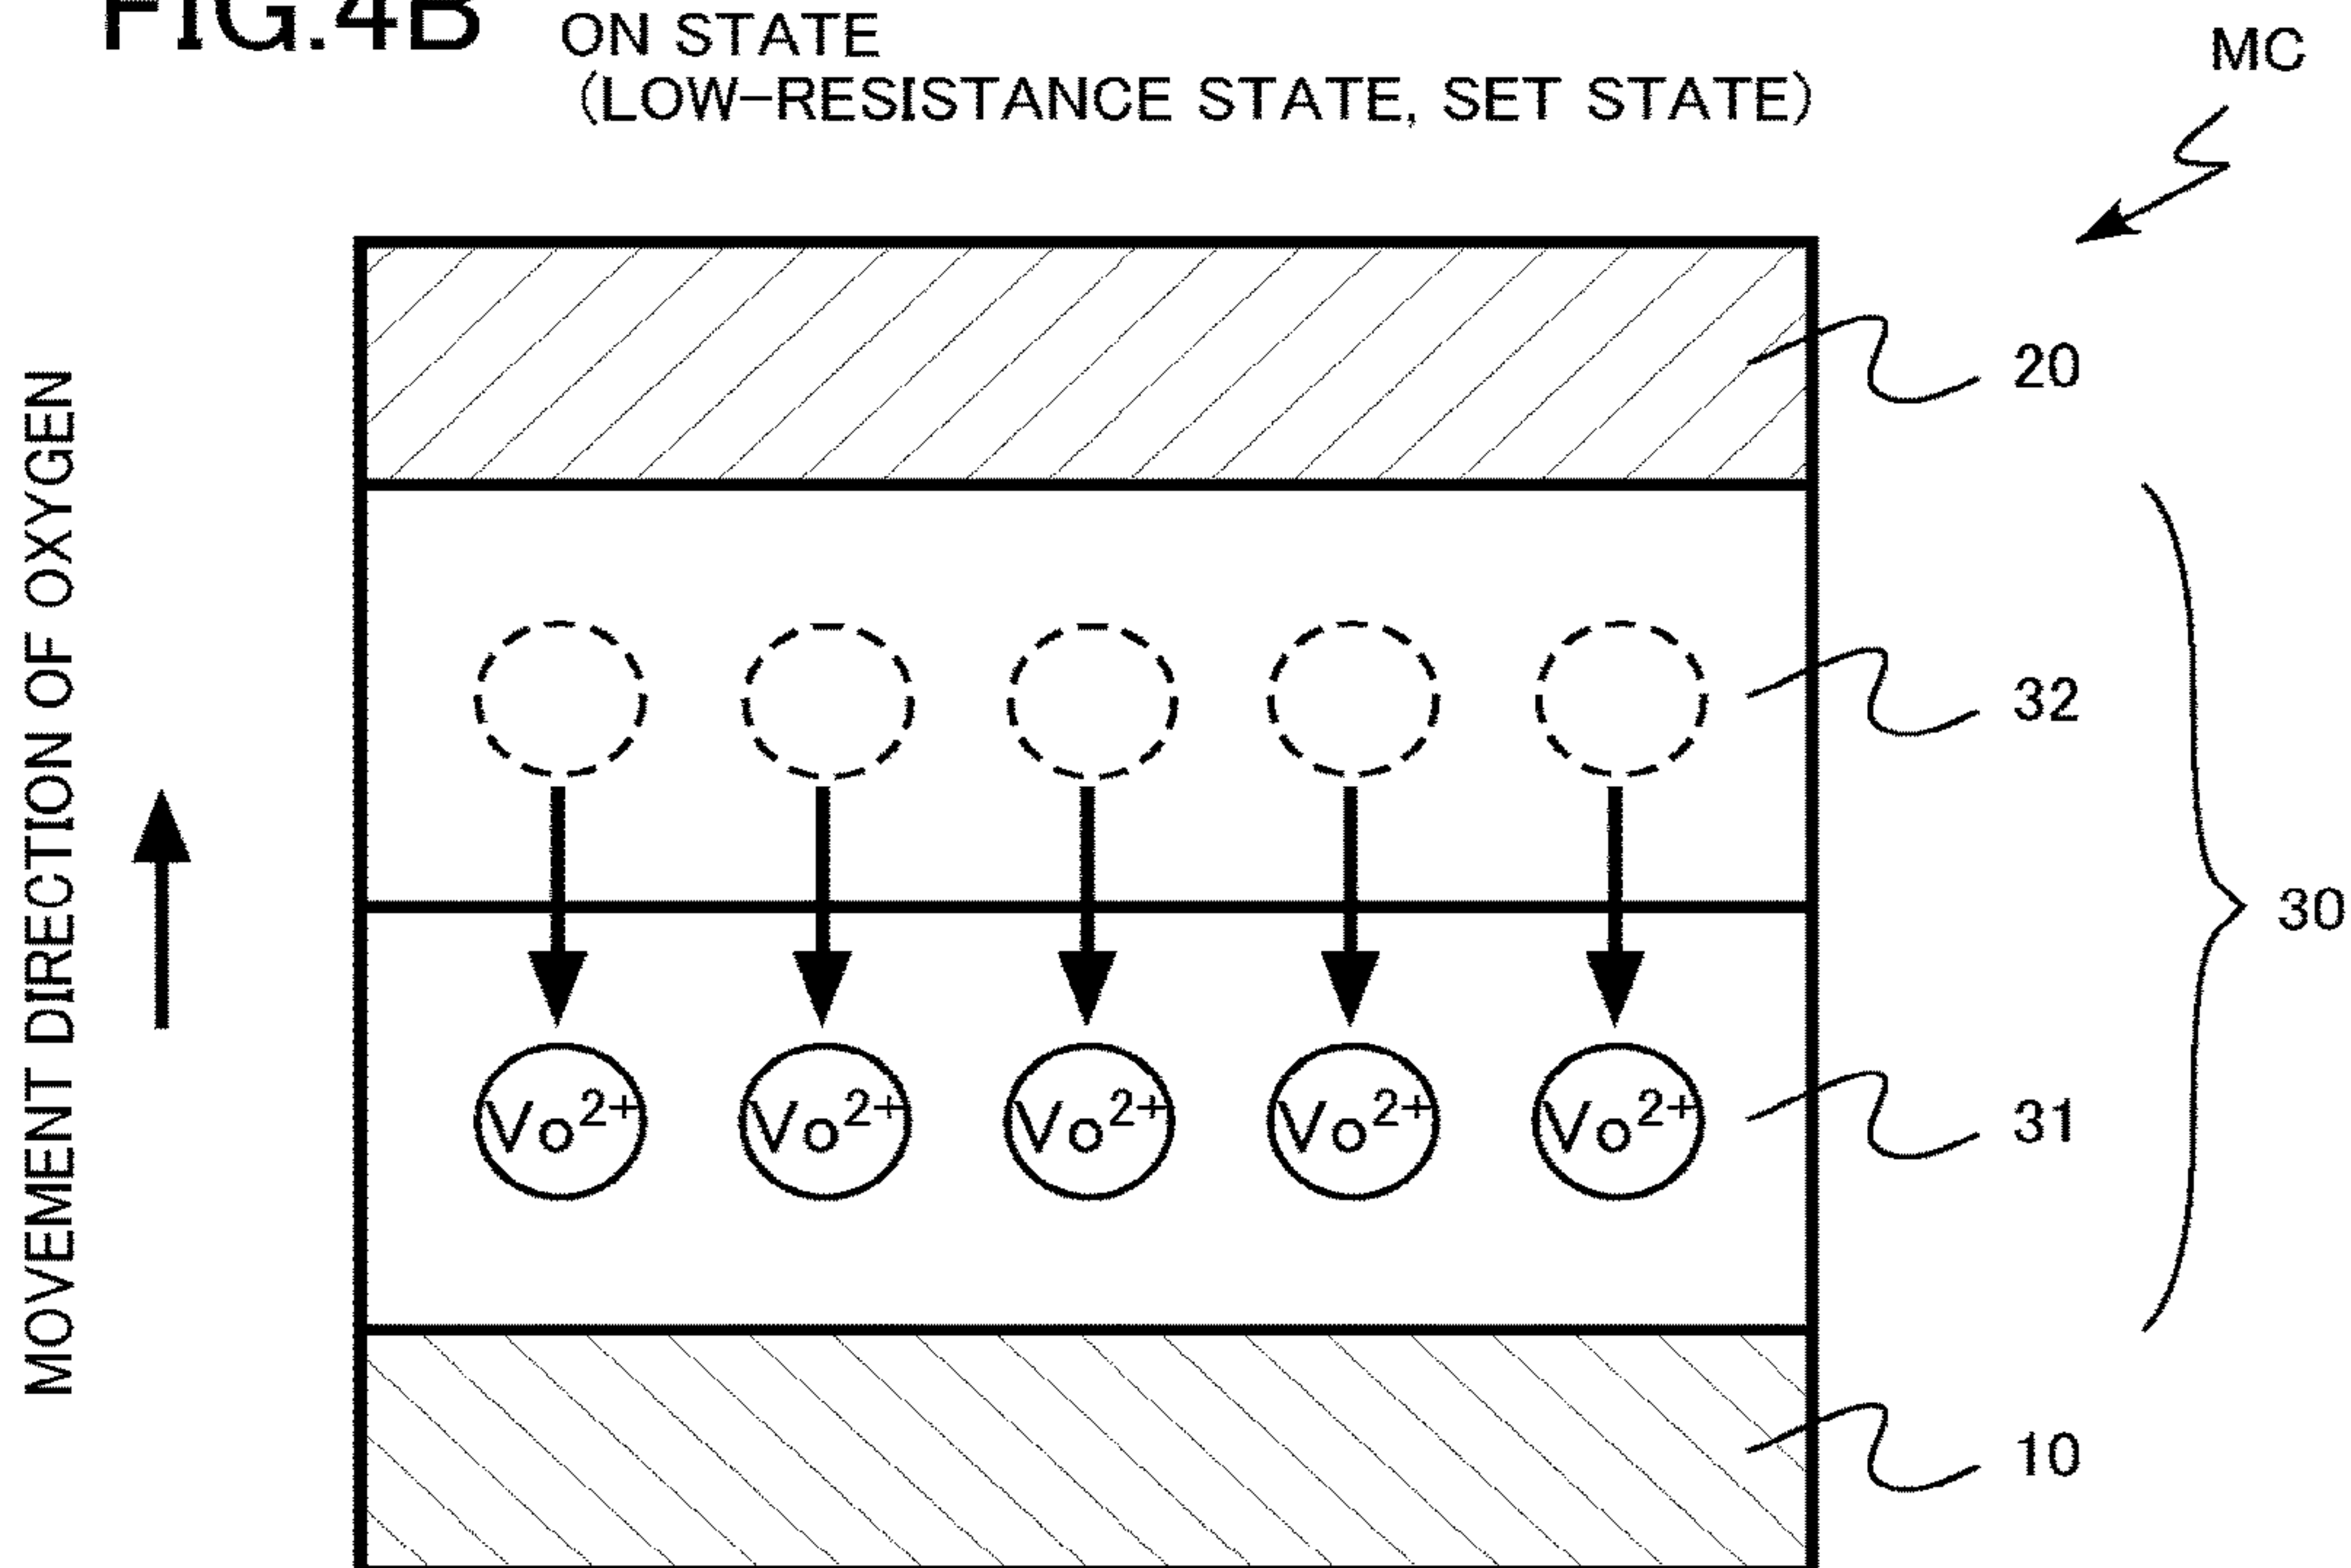 FIG.4B
ON STATE
(LOW-RESISTANCE STATE, SET STATE)
MC
MOVEMENT DIRECTION OF OXYGEN
20
32
30
Vo2+ Vo2+ Vo2+ Vo2+ Vo2+
31
10